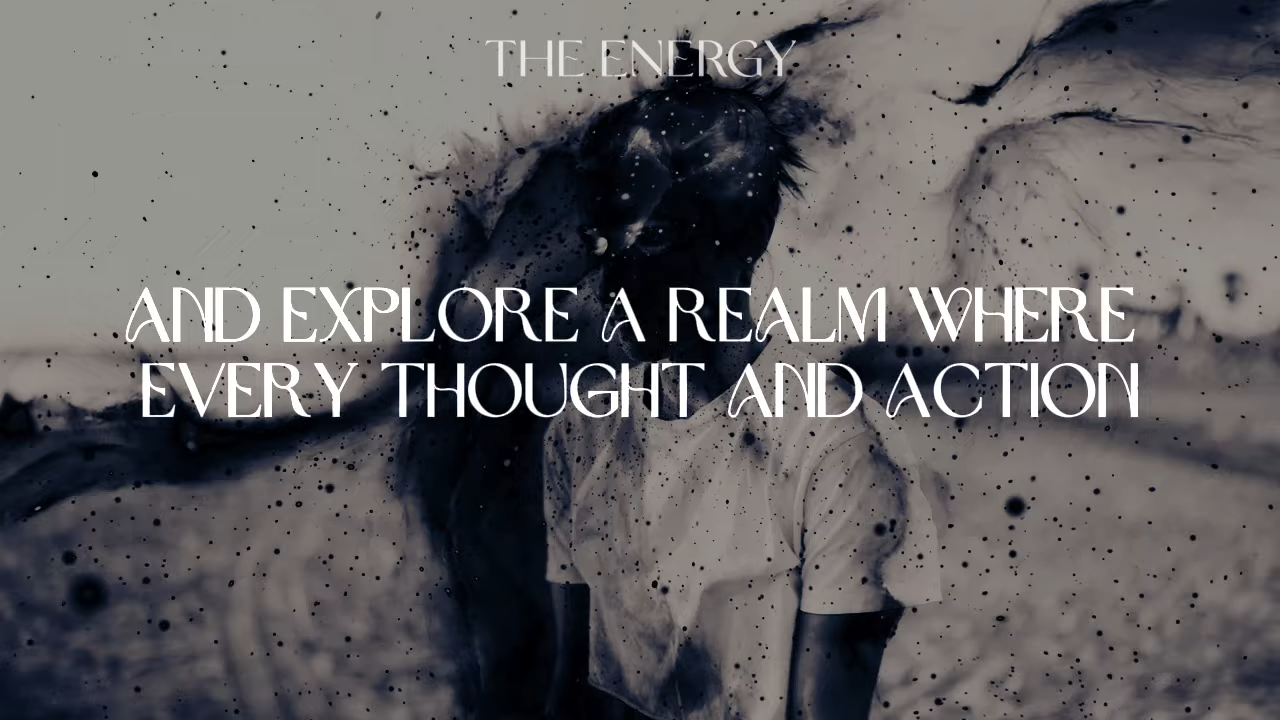 THE ENERGY
AND EXPLORE A REALM WHERE
EVERY THOUGHT AND ACTION